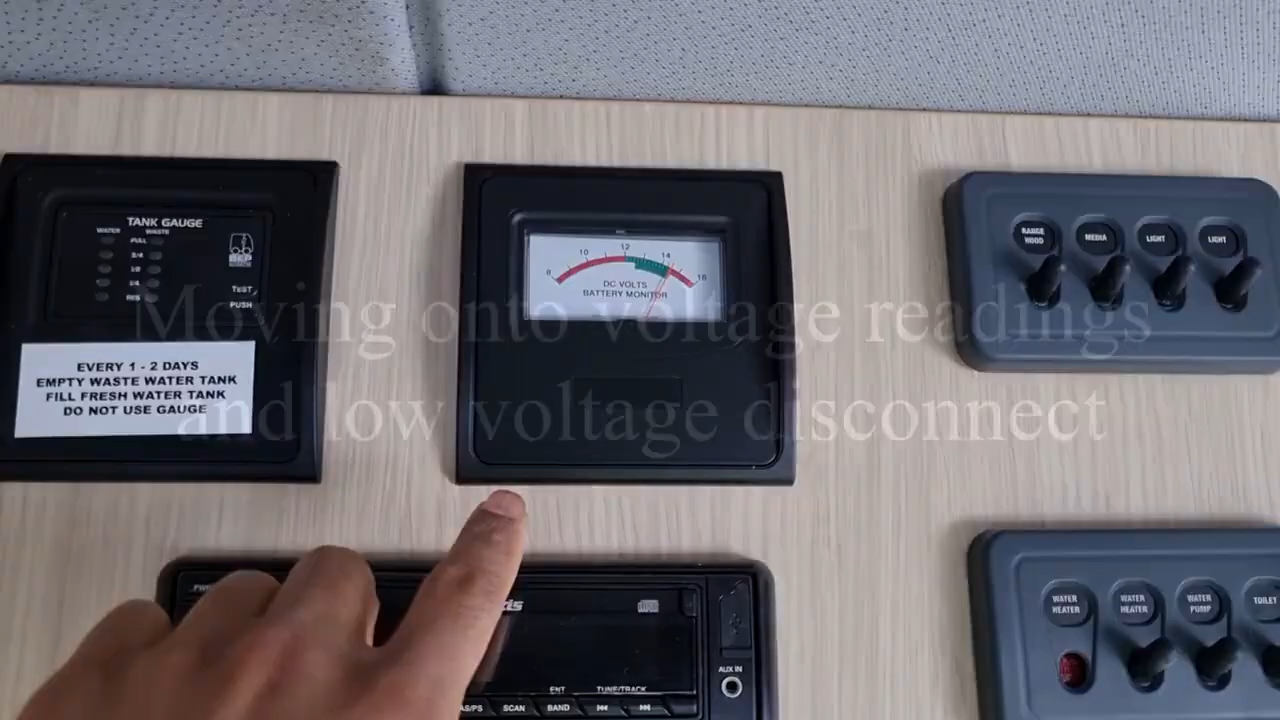 TANK GAUGE
WATER WASTE
FULL
3/4
1/2
1/4
RES
TEST
PUSH
EVERY 1 - 2 DAYS
EMPTY WASTE WATER TANK
FILL FRESH WATER TANK
DO NOT USE GAUGE
8 10 12 14 16
DC VOLTS
BATTERY MONITOR
RANGE HOOD
MEDIA
LIGHT
LIGHT
Moving onto voltage readings
and low voltage disconnect
WATER HEATER
WATER HEATER
WATER PUMP
TOILET
AUX IN
ENT TUNE/TRACK
AS/PS SCAN BAND